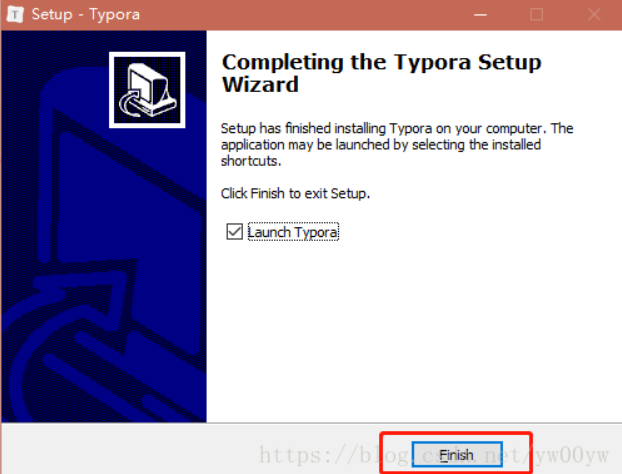 T Setup - Typora
Completing the Typora Setup
Wizard
Setup has finished installing Typora on your computer. The
application may be launched by selecting the installed
shortcuts.
Click Finish to exit Setup.
Launch Typora
Finish
https://blog.csdn.net/yw00yw